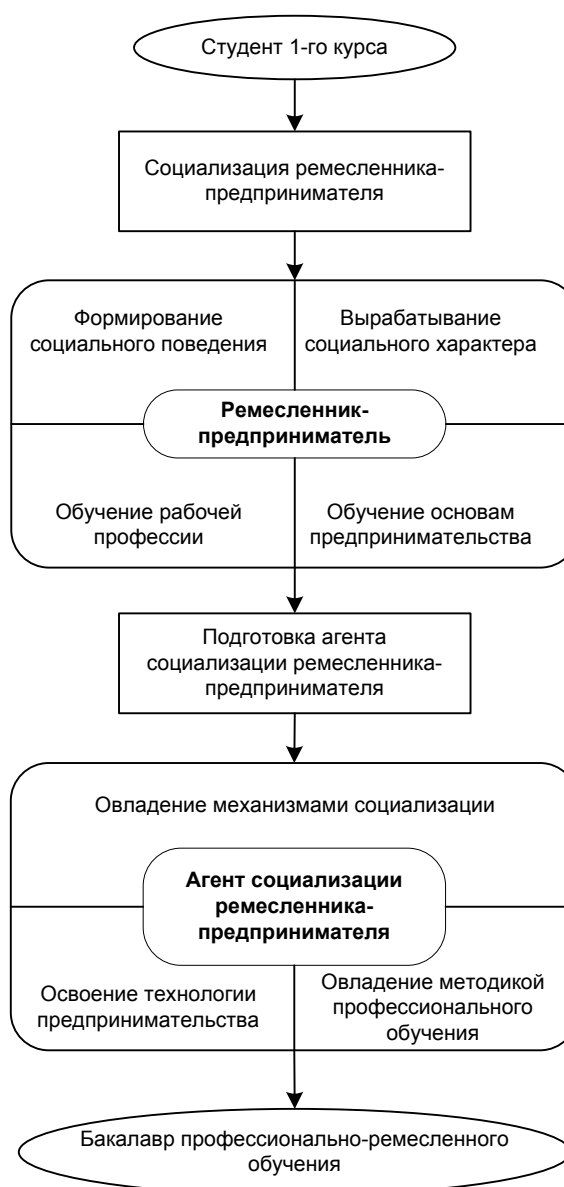 Студент 1-го курса
Социализация ремесленника-
предпринимателя
Формирование
социального поведения
Вырабатывание
социального характера
Ремесленник-
предприниматель
Обучение рабочей
профессии
Обучение основам
предпринимательства
Подготовка агента
социализации ремесленника-
предпринимателя
Овладение механизмами социализации
Агент социализации
ремесленника-
предпринимателя
Освоение технологии
предпринимательства
Овладение методикой
профессионального
обучения
Бакалавр профессионально-ремесленного
обучения